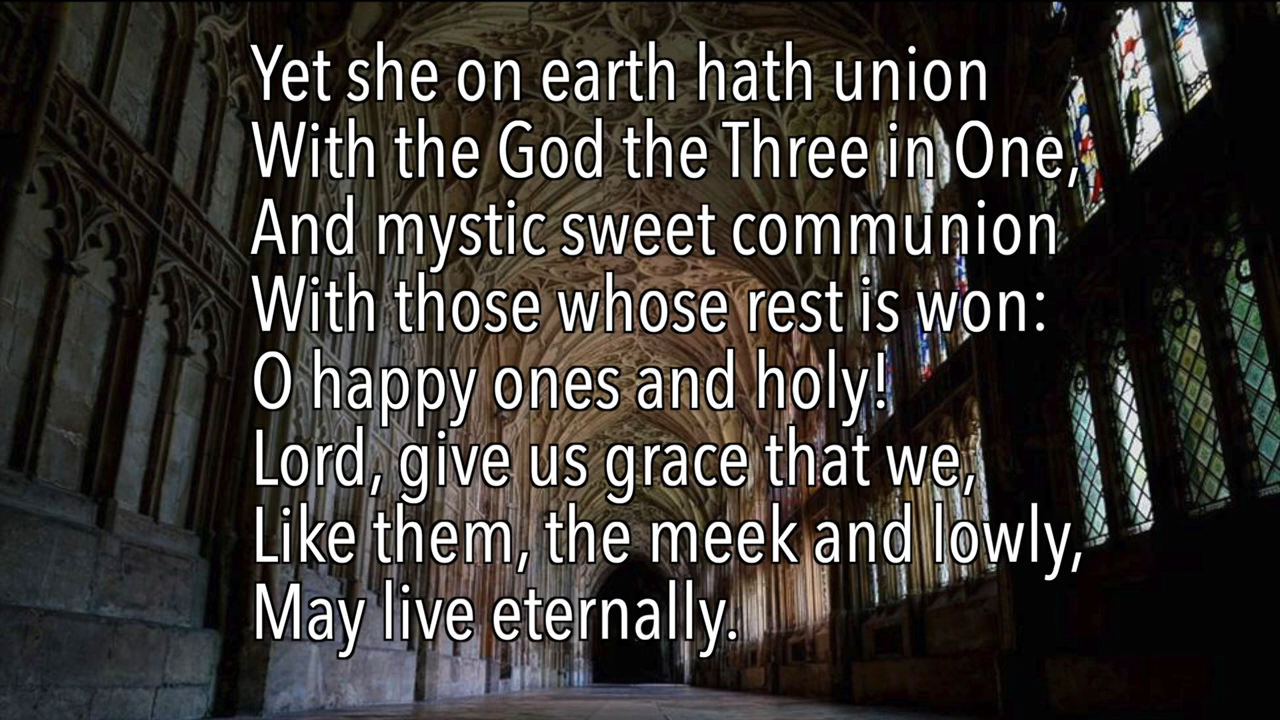 Yet she on earth hath union
With the God the Three in One,
And mystic sweet communion
With those whose rest is won:
O happy ones and holy!
Lord, give us grace that we,
Like them, the meek and lowly,
May live eternally.